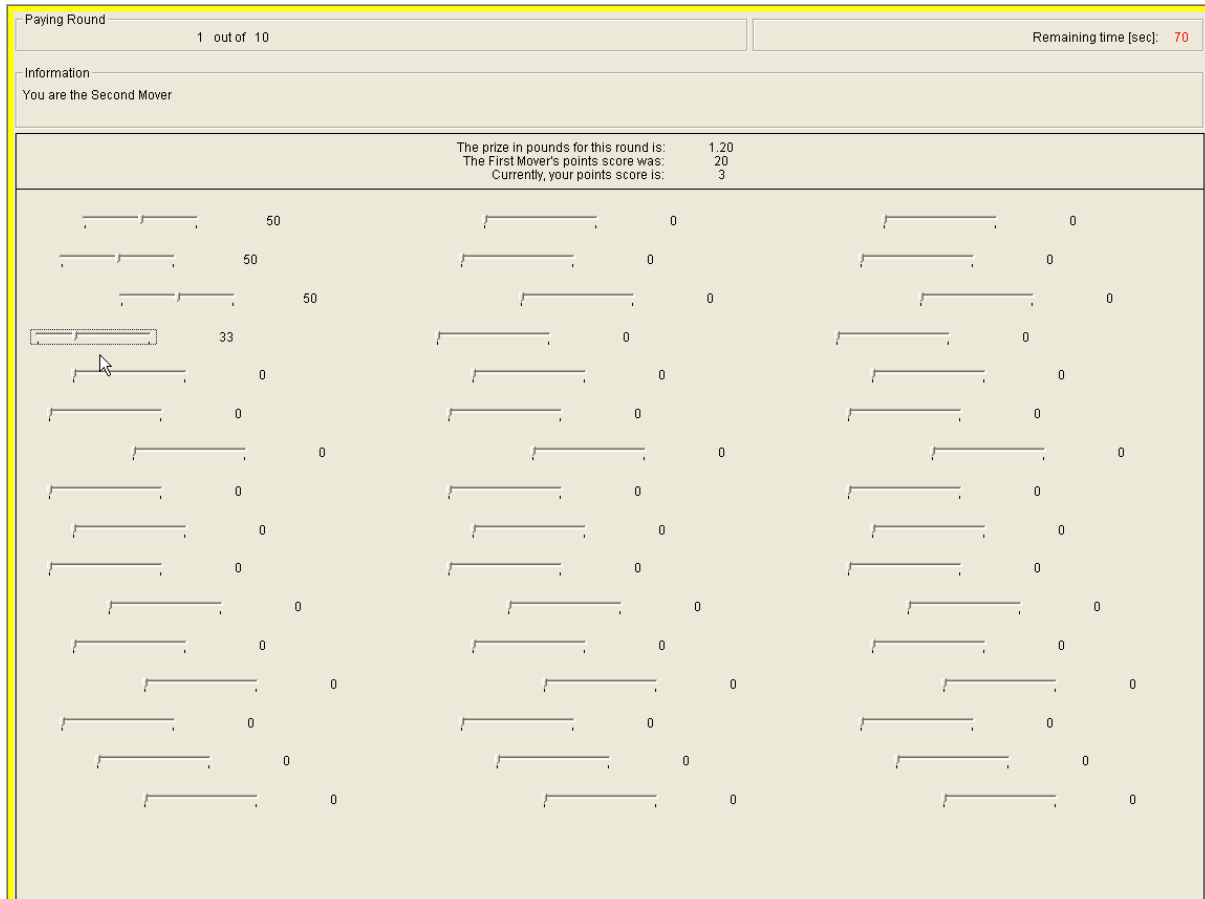 Paying Round
1 out of 10
Remaining time [sec]: 70
Information
You are the Second Mover
The prize in pounds for this round is: 1.20
The First Mover's points score was: 20
Currently, your points score is: 3
50 0 0
50 0 0
50 0 0
33 0 0
0 0 0
0 0 0
0 0 0
0 0 0
0 0 0
0 0 0
0 0 0
0 0 0
0 0 0
0 0 0
0 0 0
0 0 0